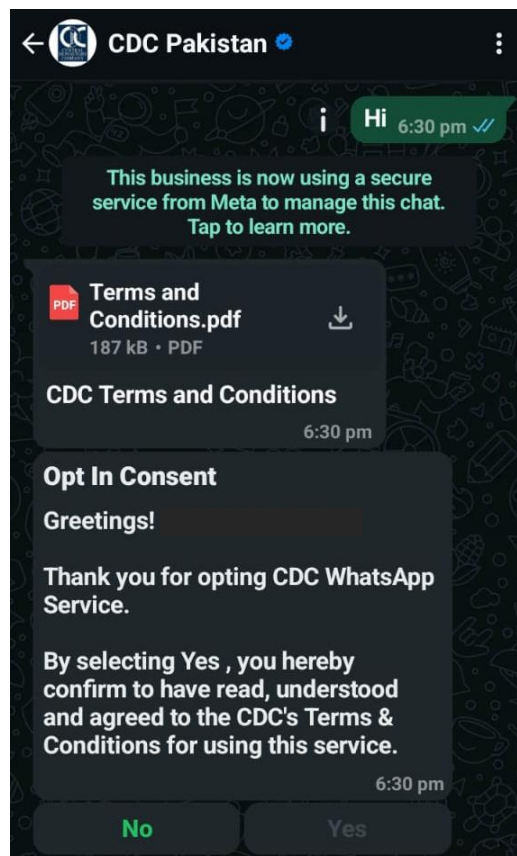 CDC Pakistan
Hi
6:30 pm
This business is now using a secure
service from Meta to manage this chat.
Tap to learn more.
PDF
Terms and
Conditions.pdf
187 kB • PDF
CDC Terms and Conditions
6:30 pm
Opt In Consent
Greetings!
Thank you for opting CDC WhatsApp
Service.
By selecting Yes , you hereby
confirm to have read, understood
and agreed to the CDC's Terms &
Conditions for using this service.
6:30 pm
No
Yes